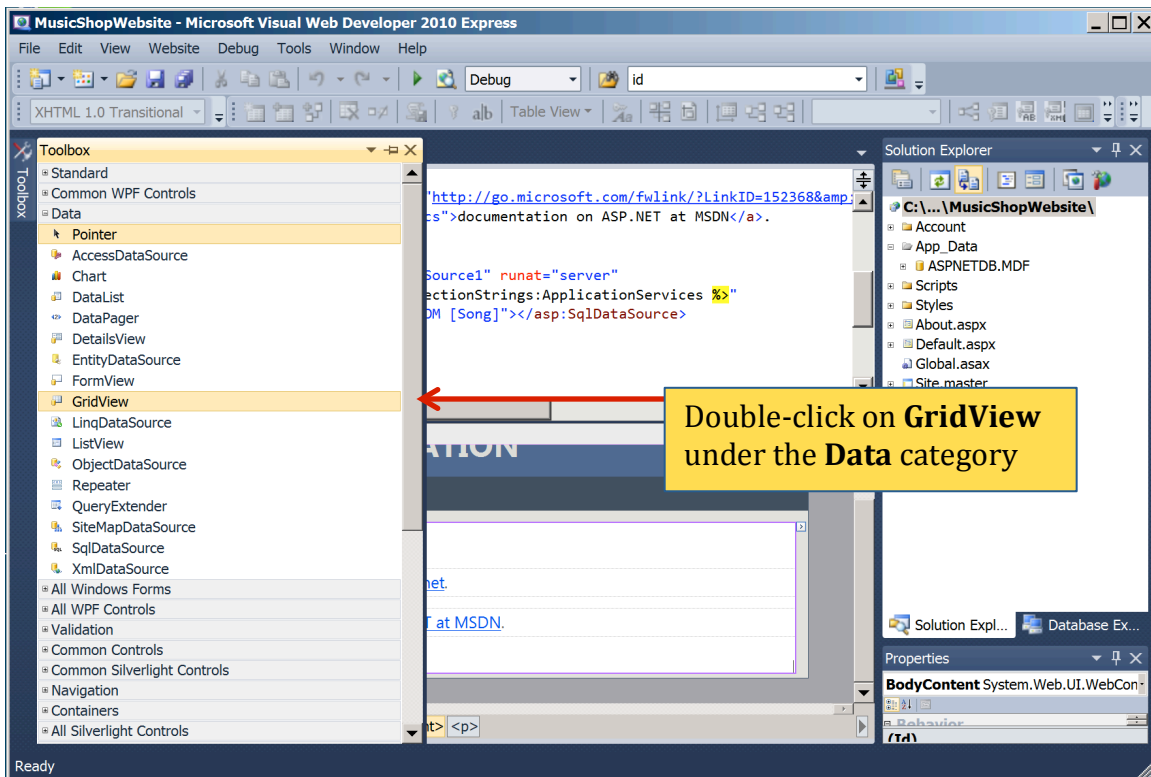 MusicShopWebsite - Microsoft Visual Web Developer 2010 Express
File Edit View Website Debug Tools Window Help
Debug id
XHTML 1.0 Transitional Table View
Toolbox
Toolbox
Standard
Common WPF Controls
Data
Pointer
AccessDataSource
Chart
DataList
DataPager
DetailsView
EntityDataSource
FormView
GridView
LinqDataSource
ListView
ObjectDataSource
Repeater
QueryExtender
SiteMapDataSource
SqlDataSource
XmlDataSource
All Windows Forms
All WPF Controls
Validation
Common Controls
Common Silverlight Controls
Navigation
Containers
All Silverlight Controls
"http://go.microsoft.com/fwlink/?LinkID=152368&amp;
cs">documentation on ASP.NET at MSDN</a>.
Source1" runat="server"
ectionStrings:ApplicationServices %>"
OM [Song]"></asp:SqlDataSource>
Double-click on GridView
under the Data category
ATION
net.
T at MSDN.
nt> <p>
Solution Explorer
C:\...\MusicShopWebsite\
Account
App_Data
ASPNETDB.MDF
Scripts
Styles
About.aspx
Default.aspx
Global.asax
Site.master
Solution Expl... Database Ex...
Properties
BodyContent System.Web.UI.WebCon
Behavior
(Id)
Ready